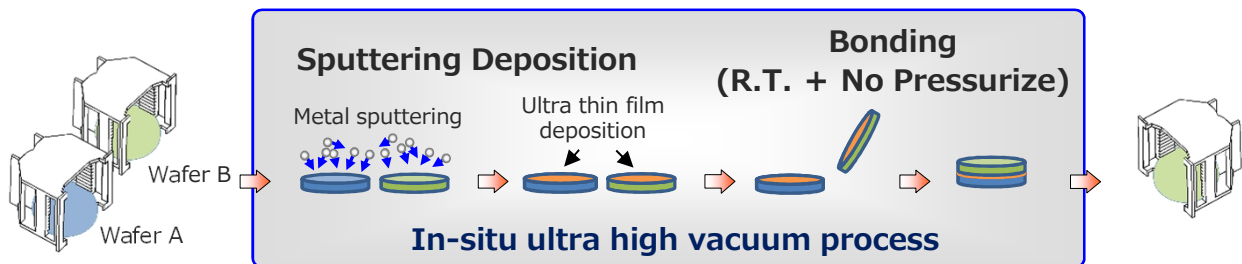 Sputtering Deposition
Bonding
(R.T. + No Pressurize)
Metal sputtering
Ultra thin film
deposition
Wafer B
Wafer A
In-situ ultra high vacuum process